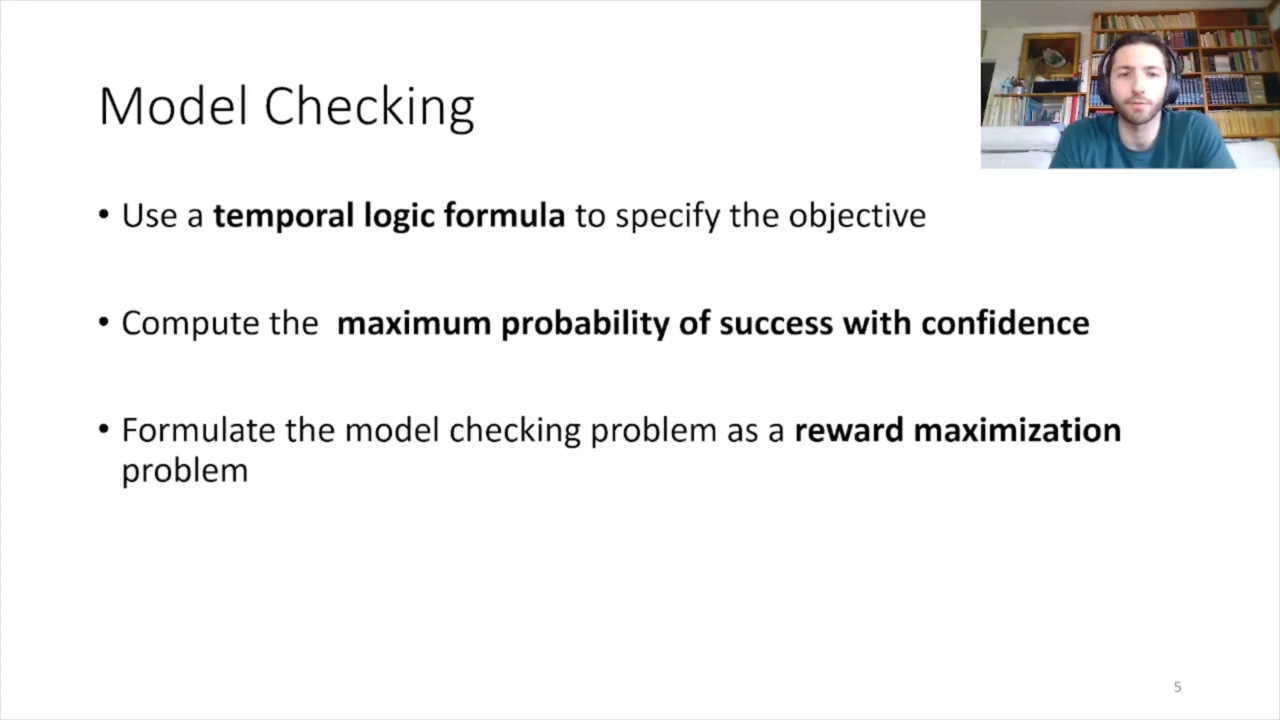 Model Checking
• Use a temporal logic formula to specify the objective
• Compute the maximum probability of success with confidence
• Formulate the model checking problem as a reward maximization
problem
5